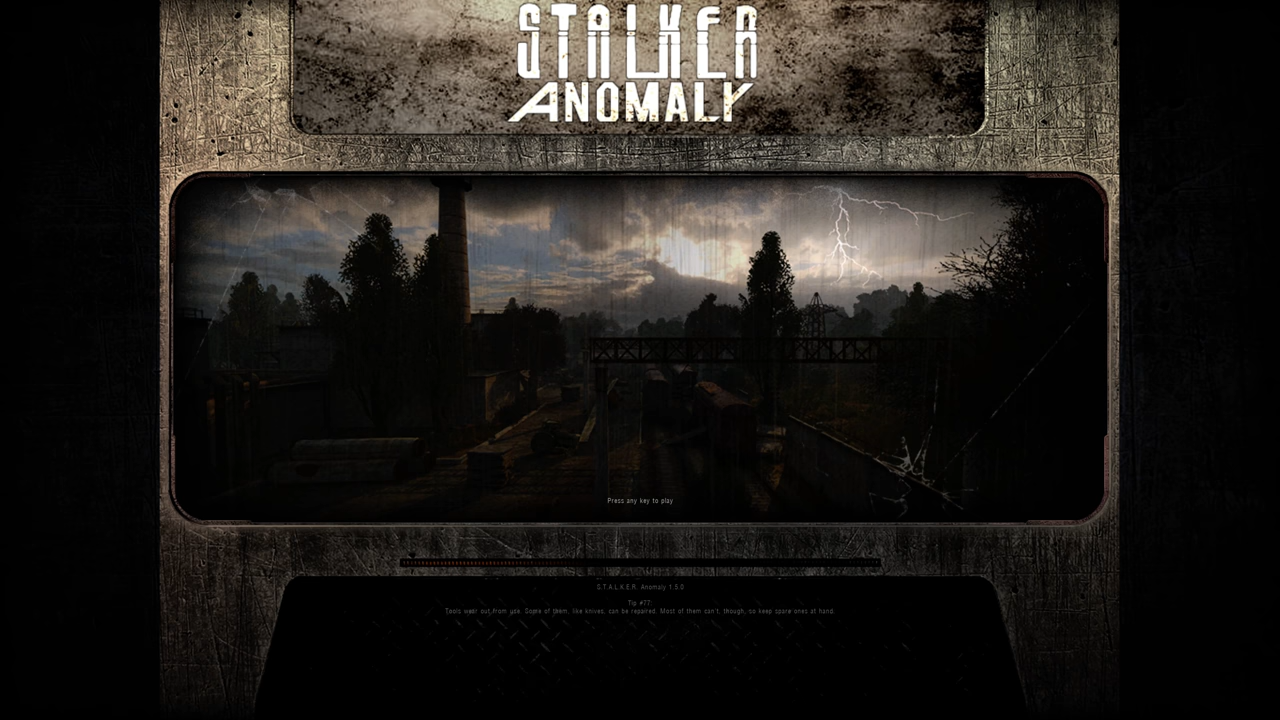 STALKER
ANOMALY
Press any key to play
S.T.A.L.K.E.R. Anomaly 1.5.0
Tip #77:
Tools wear out from use. Some of them, like knives, can be repaired. Most of them can't, though, so keep spare ones at hand.